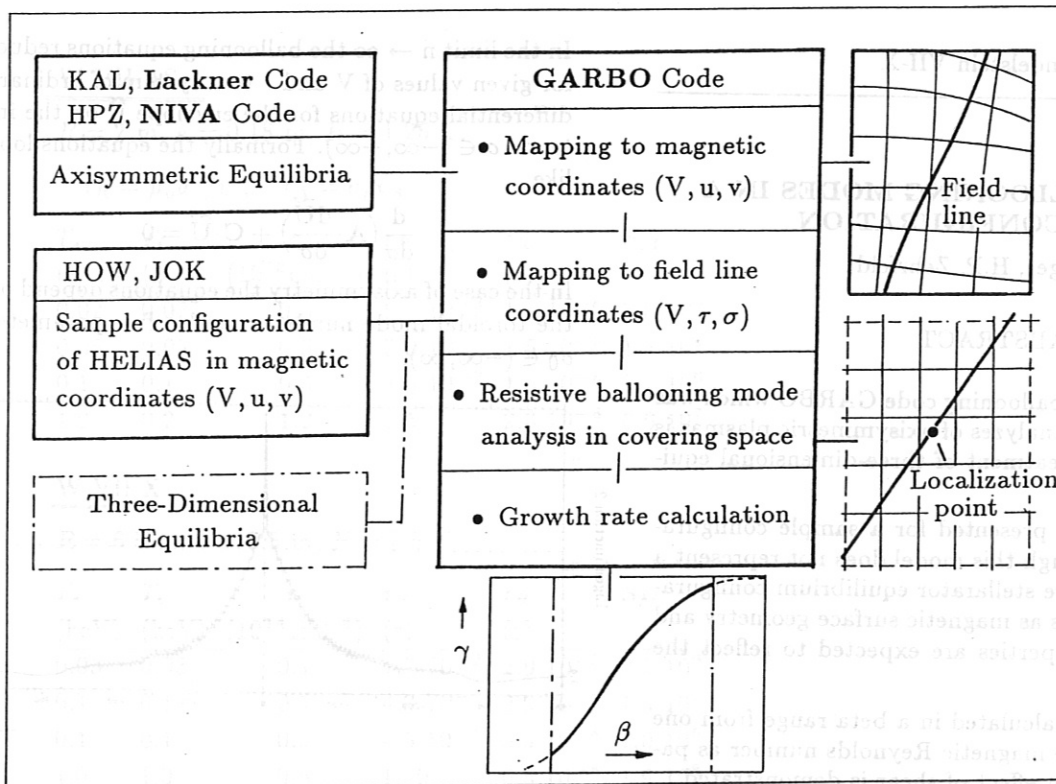 KAL, Lackner Code
HPZ, NIVA Code
Axisymmetric Equilibria
HOW, JOK
Sample configuration
of HELIAS in magnetic
coordinates (V, u, v)
Three-Dimensional
Equilibria
GARBO Code
• Mapping to magnetic
coordinates (V, u, v)
• Mapping to field line
coordinates (V, τ, σ)
• Resistive ballooning mode
analysis in covering space
• Growth rate calculation
Field-
line
Localization
point
γ
β